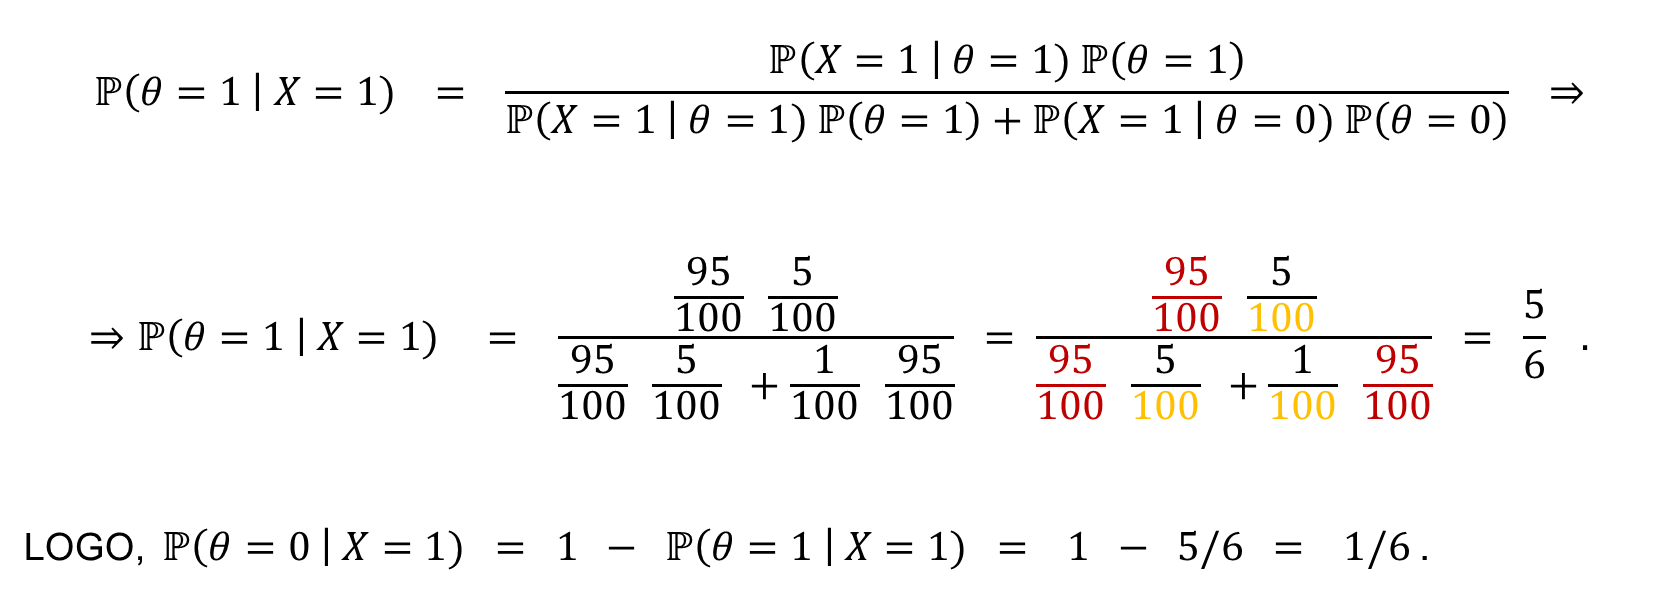 ℙ(θ = 1 | X = 1) = ℙ(X = 1 | θ = 1) ℙ(θ = 1) / ℙ(X = 1 | θ = 1) ℙ(θ = 1) + ℙ(X = 1 | θ = 0) ℙ(θ = 0) ⇒
⇒ ℙ(θ = 1 | X = 1) = (95/100 5/100) / (95/100 5/100 + 1/100 95/100) = (95/100 5/100) / (95/100 5/100 + 1/100 95/100) = 5/6 .
LOGO, ℙ(θ = 0 | X = 1) = 1 − ℙ(θ = 1 | X = 1) = 1 − 5/6 = 1/6 .